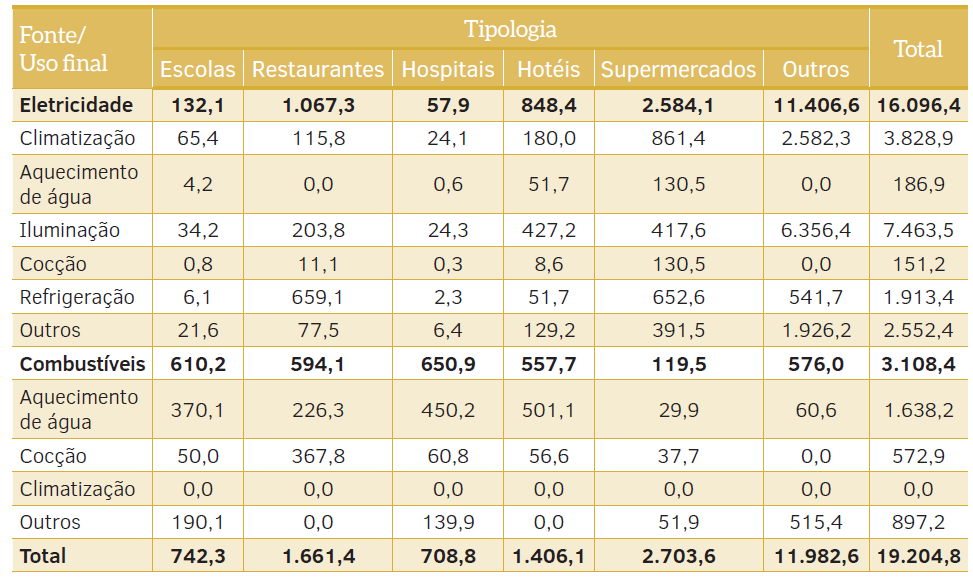 Fonte/
Uso final
Tipologia
Total
Escolas Restaurantes Hospitais Hotéis Supermercados Outros
Eletricidade 132,1 1.067,3 57,9 848,4 2.584,1 11.406,6 16.096,4
Climatização 65,4 115,8 24,1 180,0 861,4 2.582,3 3.828,9
Aquecimento
de água 4,2 0,0 0,6 51,7 130,5 0,0 186,9
Iluminação 34,2 203,8 24,3 427,2 417,6 6.356,4 7.463,5
Cocção 0,8 11,1 0,3 8,6 130,5 0,0 151,2
Refrigeração 6,1 659,1 2,3 51,7 652,6 541,7 1.913,4
Outros 21,6 77,5 6,4 129,2 391,5 1.926,2 2.552,4
Combustíveis 610,2 594,1 650,9 557,7 119,5 576,0 3.108,4
Aquecimento
de água 370,1 226,3 450,2 501,1 29,9 60,6 1.638,2
Cocção 50,0 367,8 60,8 56,6 37,7 0,0 572,9
Climatização 0,0 0,0 0,0 0,0 0,0 0,0 0,0
Outros 190,1 0,0 139,9 0,0 51,9 515,4 897,2
Total 742,3 1.661,4 708,8 1.406,1 2.703,6 11.982,6 19.204,8